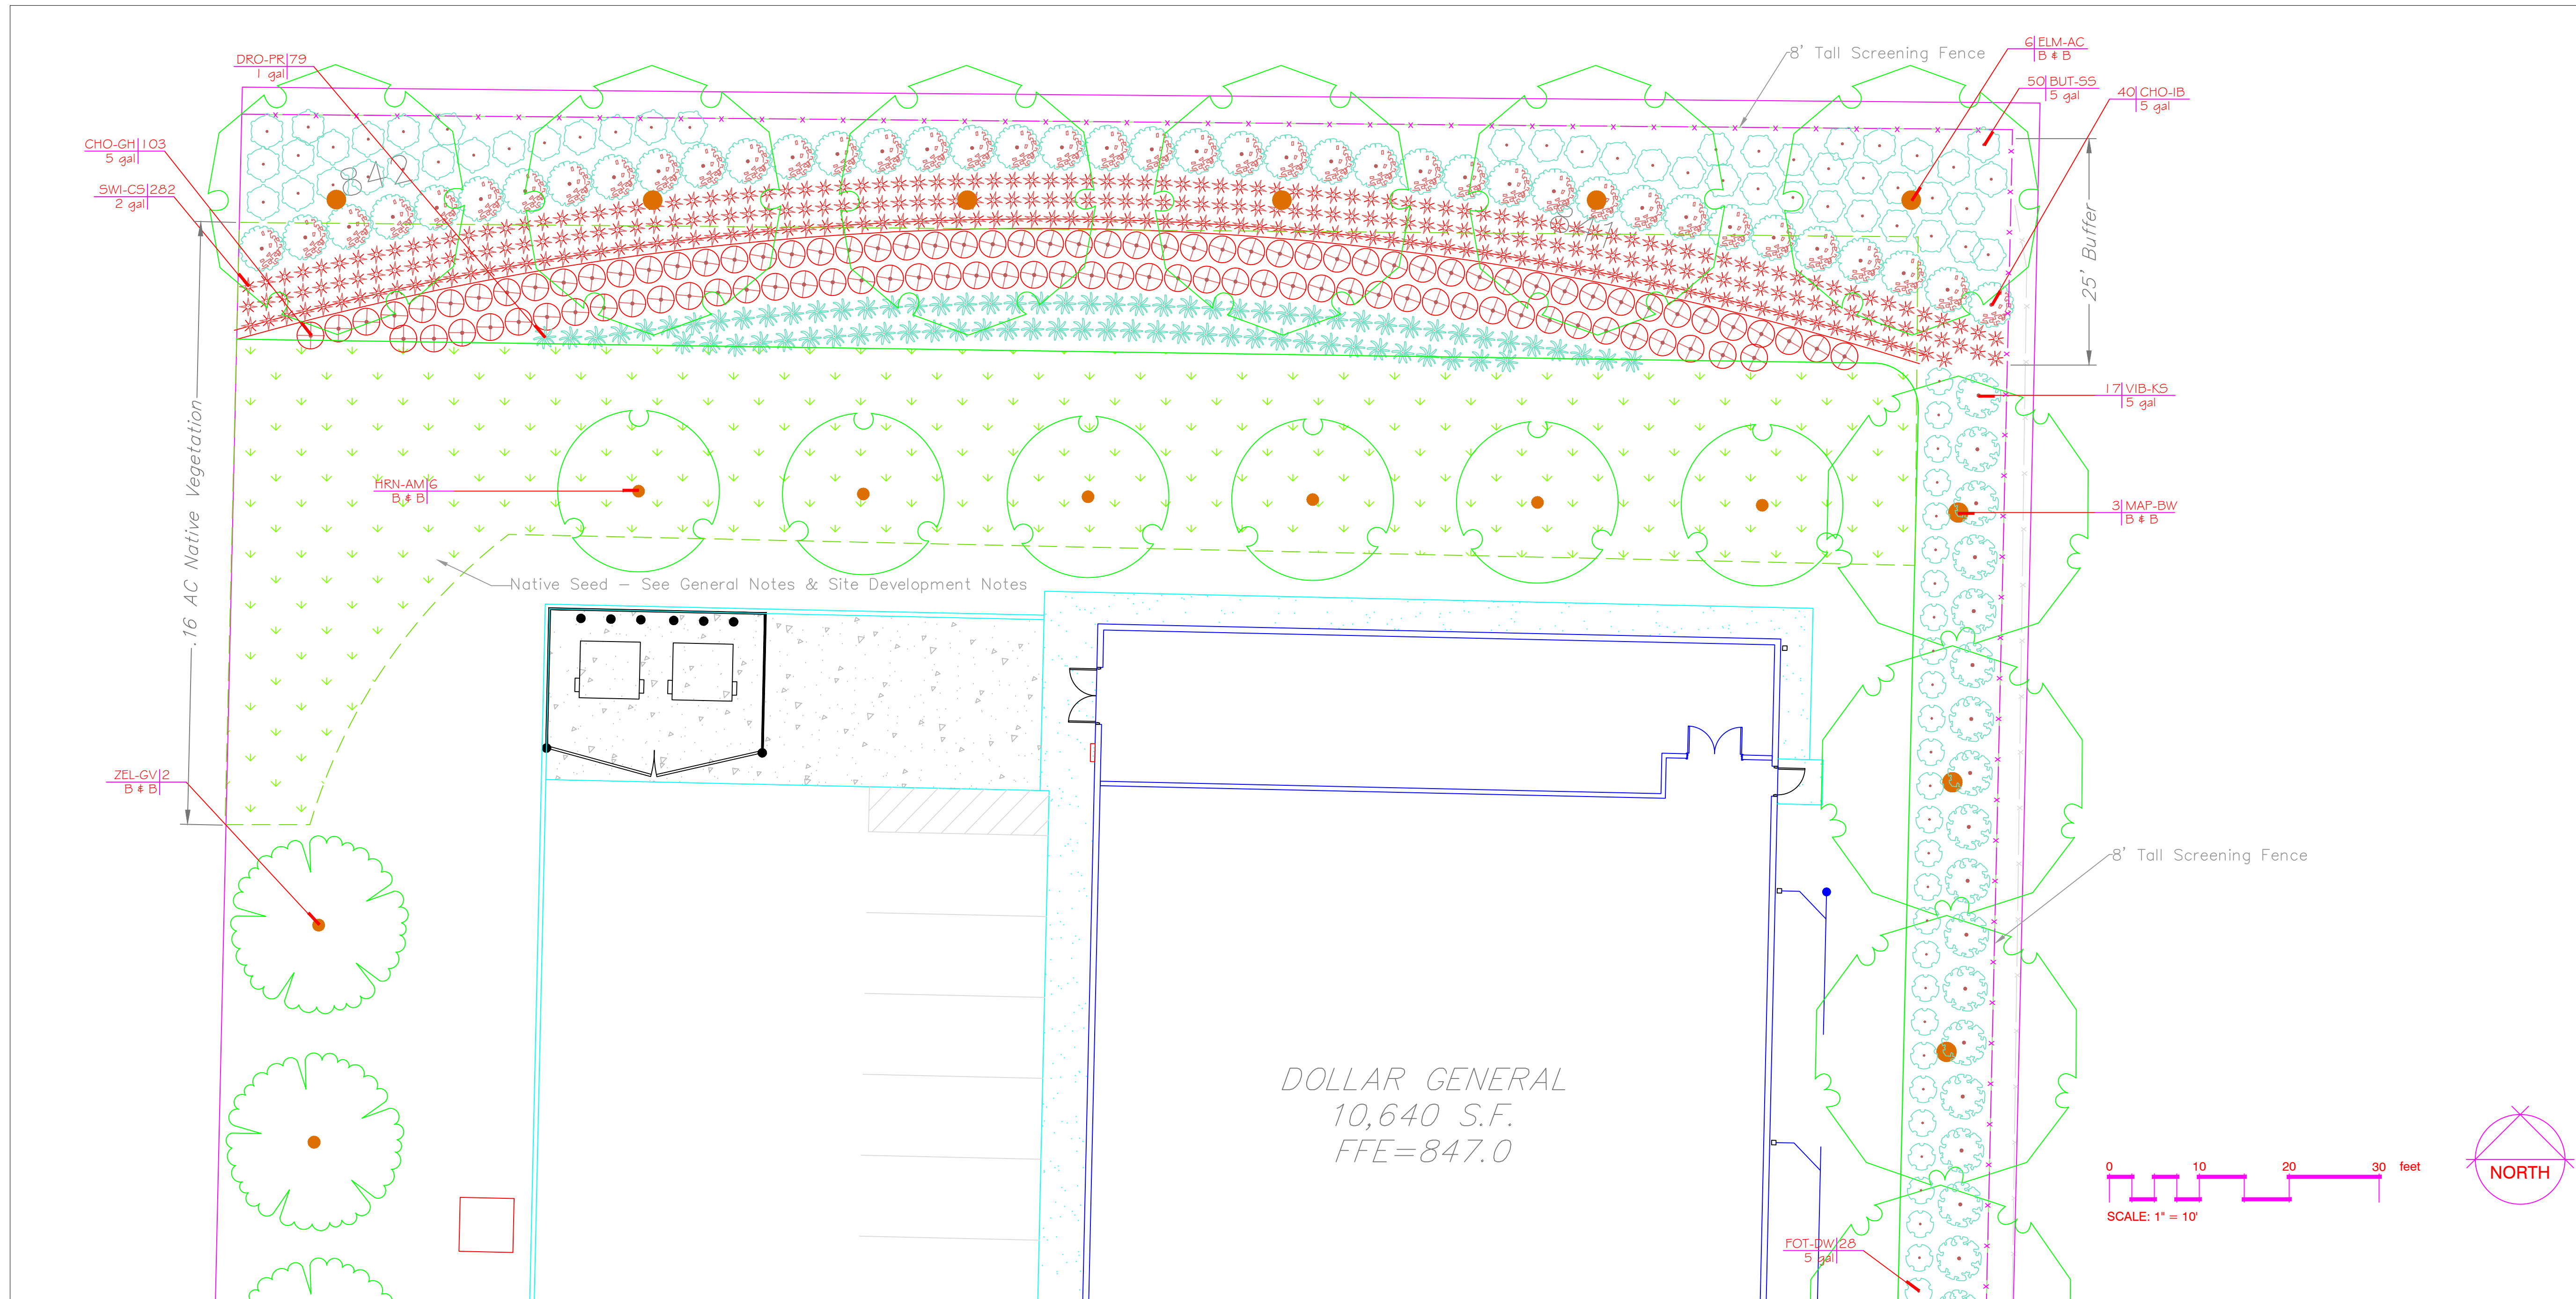 DRO-PR|79
1 gal
8' Tall Screening Fence
6|ELM-AC
B & B
50|BUT-SS
5 gal
40|CHO-IB
5 gal
CHO-GH|103
5 gal
SWI-CS|282
2 gal
842
25' Buffer
17|VIB-KS
5 gal
.16 AC Native Vegetation
HRN-AM|6
B & B
3|MAP-BW
B & B
Native Seed – See General Notes & Site Development Notes
ZEL-GV|2
B & B
8' Tall Screening Fence
DOLLAR GENERAL
10,640 S.F.
FFE=847.0
0 10 20 30 feet
SCALE: 1" = 10'
NORTH
FOT-DW|28
5 gal